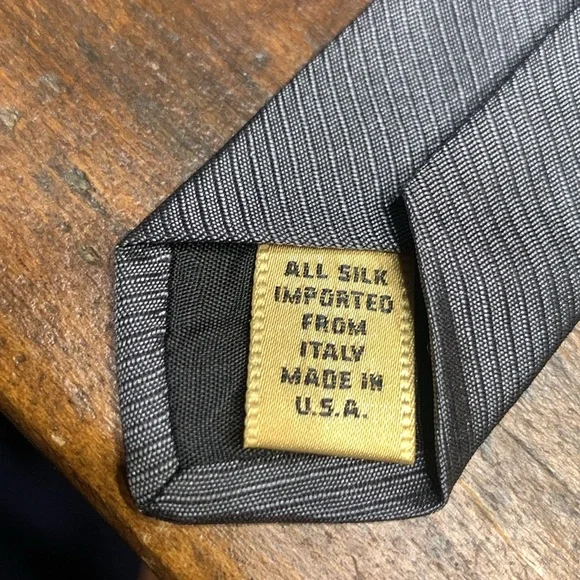 ALL SILK
IMPORTED
FROM
ITALY
MADE IN
U.S.A.